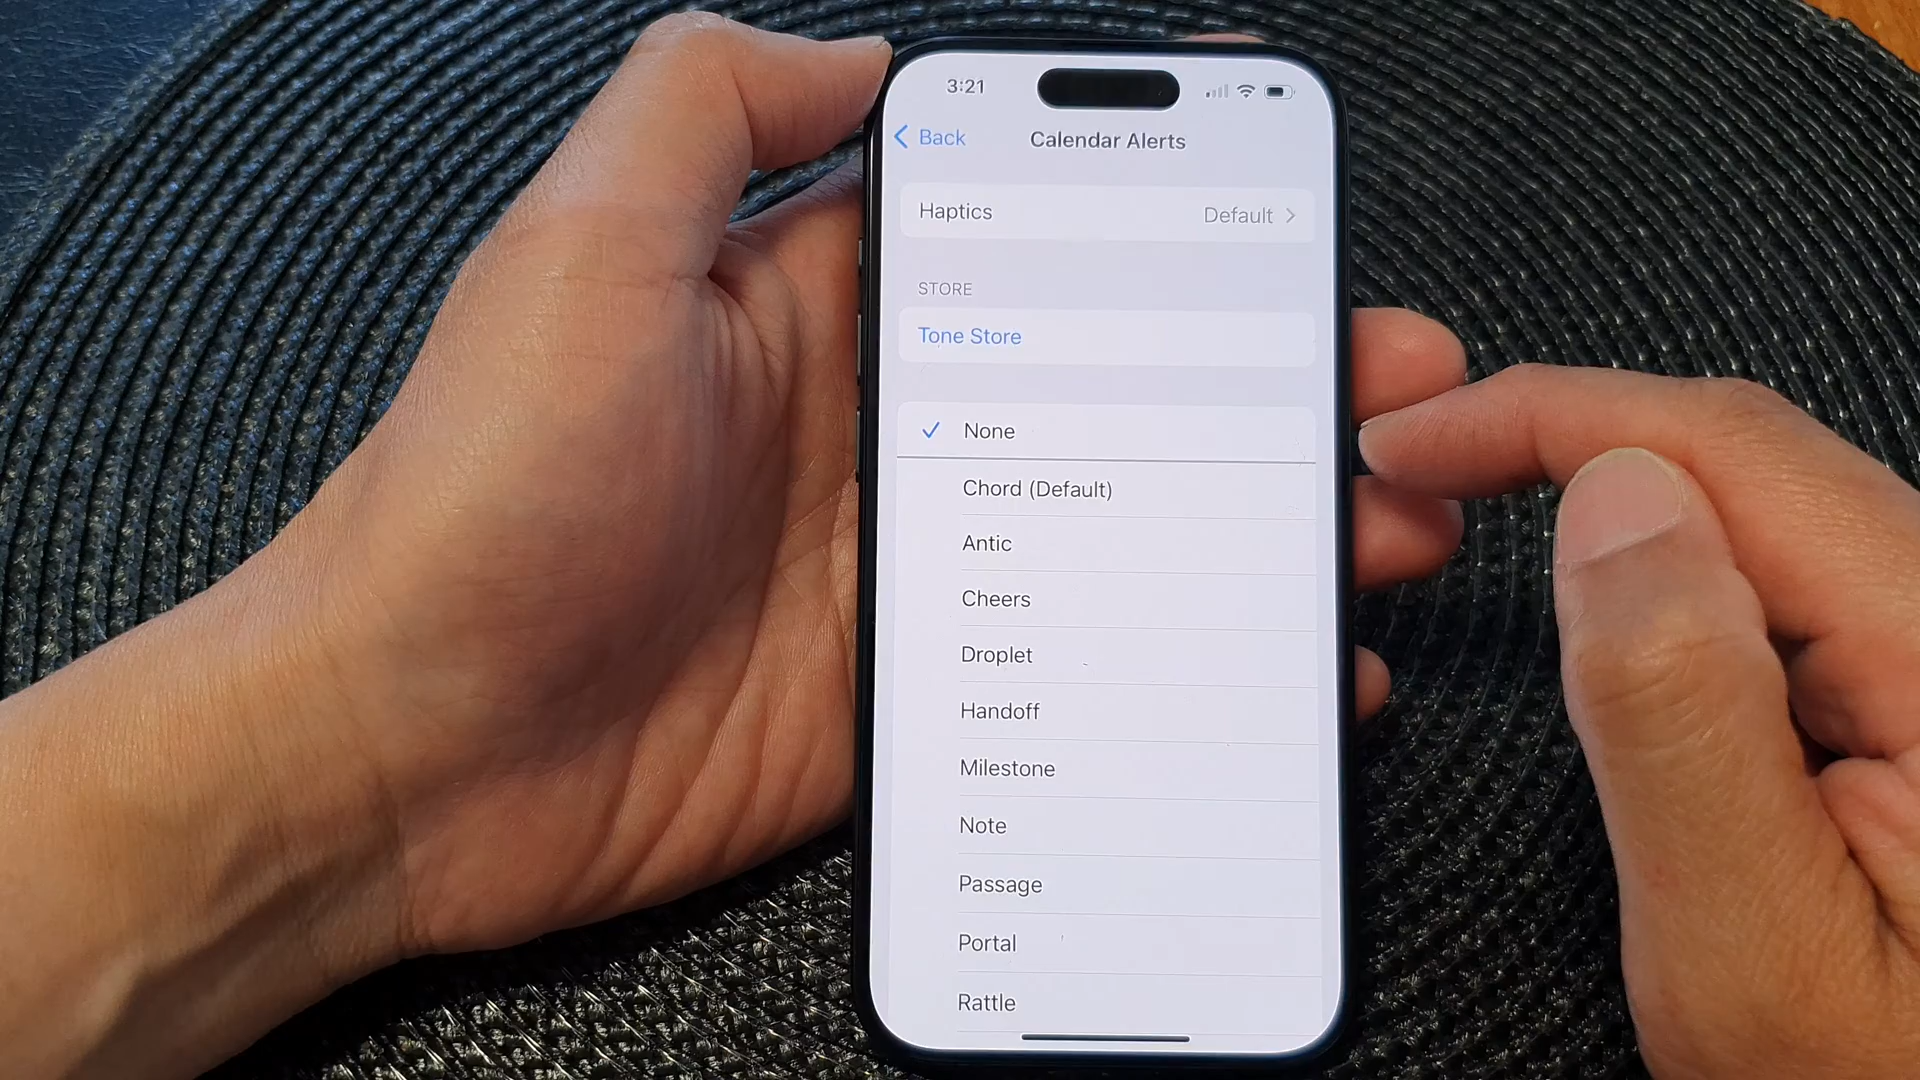 3:21
Back
Calendar Alerts
Haptics
Default
STORE
Tone Store
None
Chord (Default)
Antic
Cheers
Droplet
Handoff
Milestone
Note
Passage
Portal
Rattle